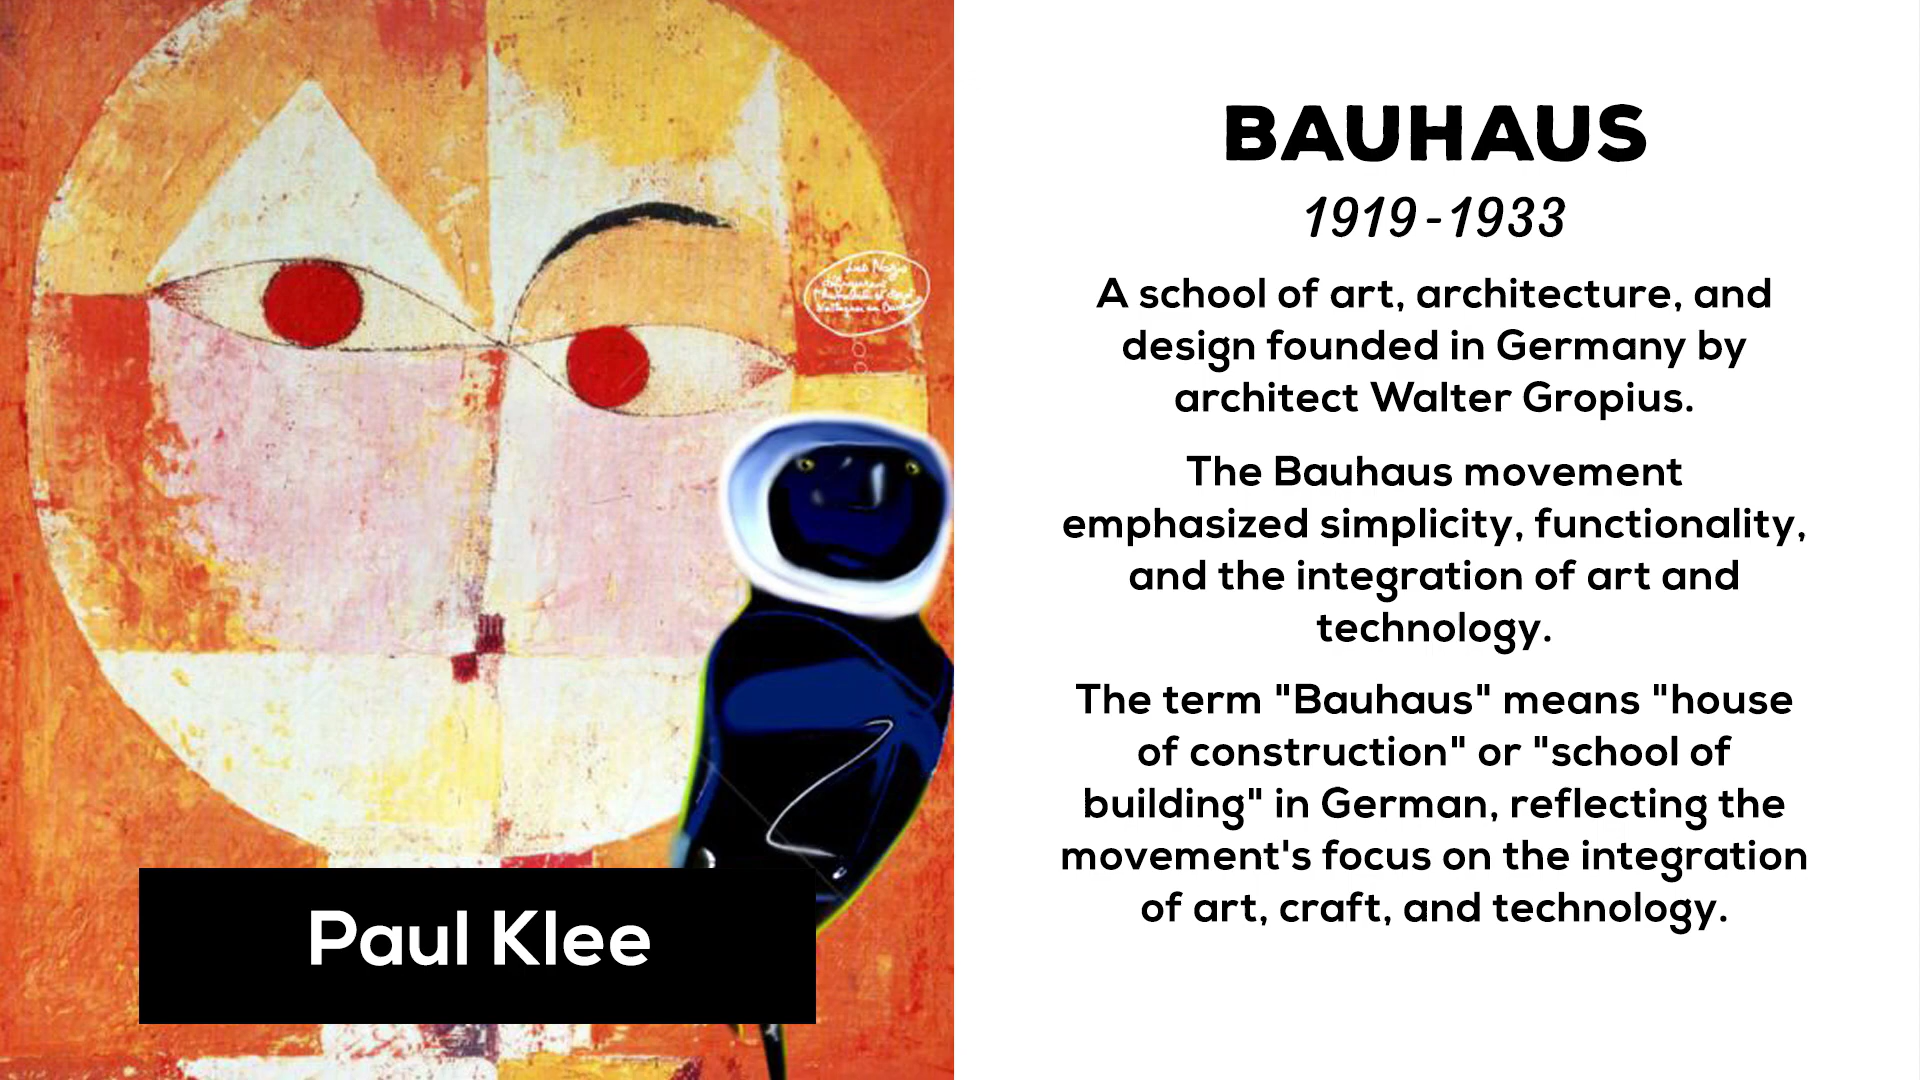 Paul Klee
BAUHAUS
1919-1933
A school of art, architecture, and
design founded in Germany by
architect Walter Gropius.
The Bauhaus movement
emphasized simplicity, functionality,
and the integration of art and
technology.
The term "Bauhaus" means "house
of construction" or "school of
building" in German, reflecting the
movement's focus on the integration
of art, craft, and technology.